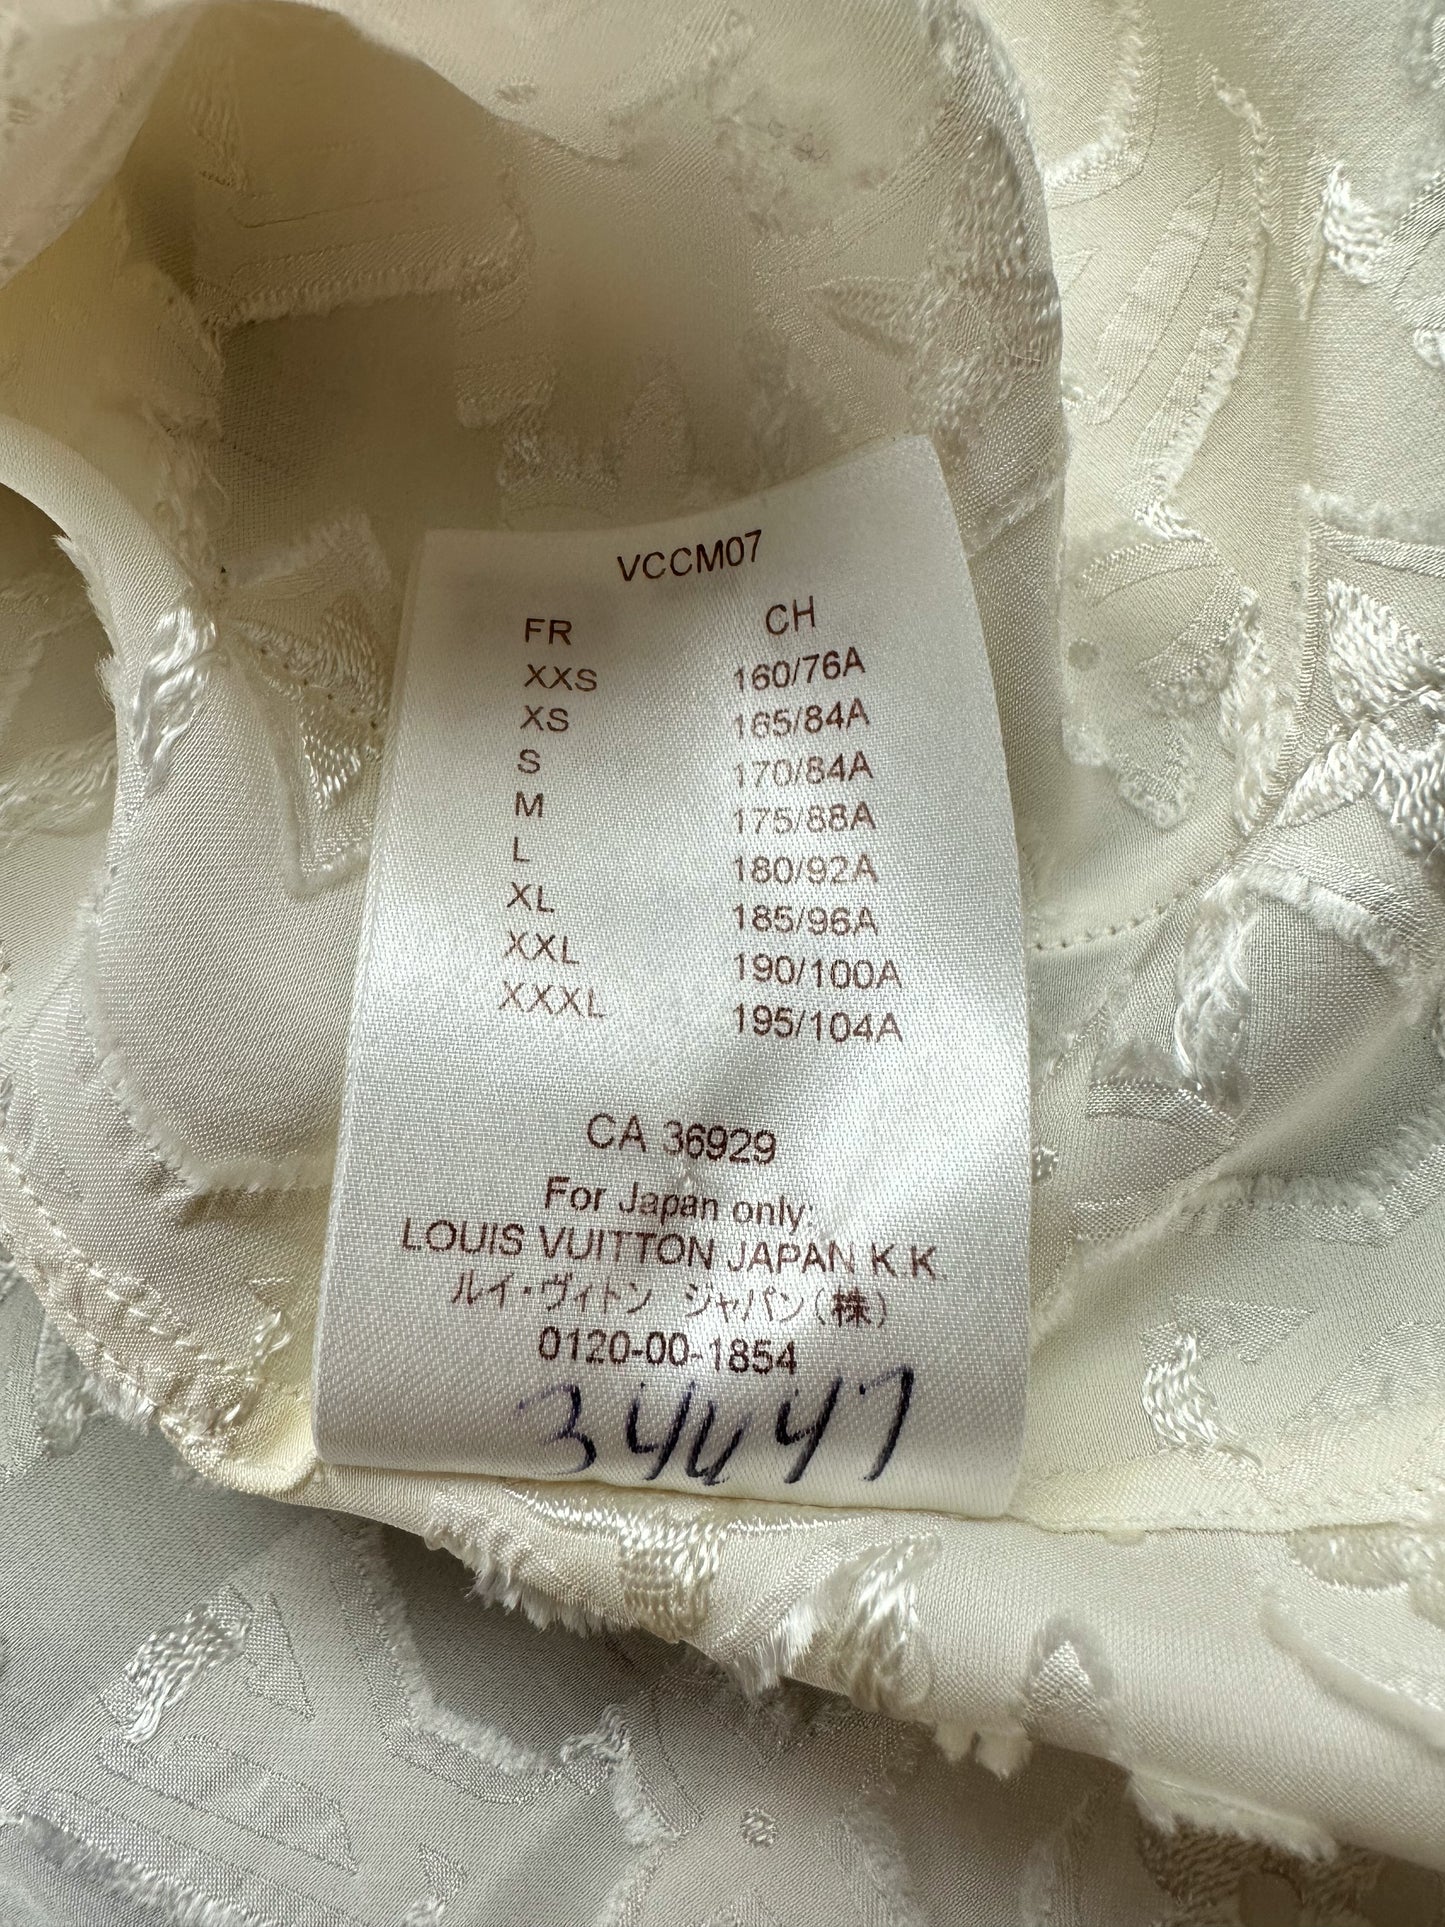 VCCM07
FR CH
XXS 160/76A
XS 165/84A
S 170/84A
M 175/88A
L 180/92A
XL 185/96A
XXL 190/100A
XXXL 195/104A
CA 36929
For Japan only:
LOUIS VUITTON JAPAN K.K.
ルイ・ヴィトン ジャパン(株)
0120-00-1854